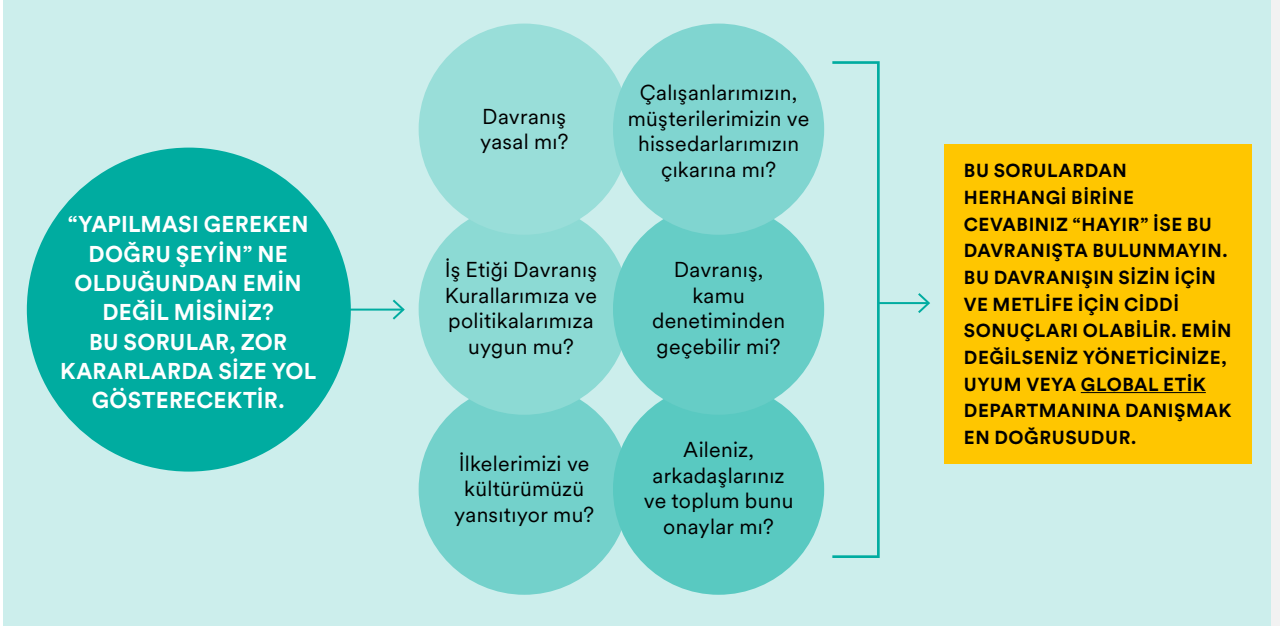 “YAPILMASI GEREKEN
DOĞRU ŞEYİN” NE
OLDUĞUNDAN EMİN
DEĞİL MİSİNİZ?
BU SORULAR, ZOR
KARARLARDA SİZE YOL
GÖSTERECEKTİR.
Davranış
yasal mı?
Çalışanlarımızın,
müşterilerimizin ve
hissedarlarımızın
çıkarına mı?
İş Etiği Davranış
Kurallarımıza ve
politikalarımıza
uygun mu?
Davranış,
kamu
denetiminden
geçebilir mi?
İlkelerimizi ve
kültürümüzü
yansıtıyor mu?
Aileniz,
arkadaşlarınız
ve toplum bunu
onaylar mı?
BU SORULARDAN
HERHANGİ BİRİNE
CEVABINIZ “HAYIR” İSE BU
DAVRANIŞTA BULUNMAYIN.
BU DAVRANIŞIN SİZİN İÇİN
VE METLIFE İÇİN CİDDİ
SONUÇLARI OLABİLİR. EMİN
DEĞİLSENİZ YÖNETİCİNİZE,
UYUM VEYA GLOBAL ETİK
DEPARTMANINA DANIŞMAK
EN DOĞRUSUDUR.